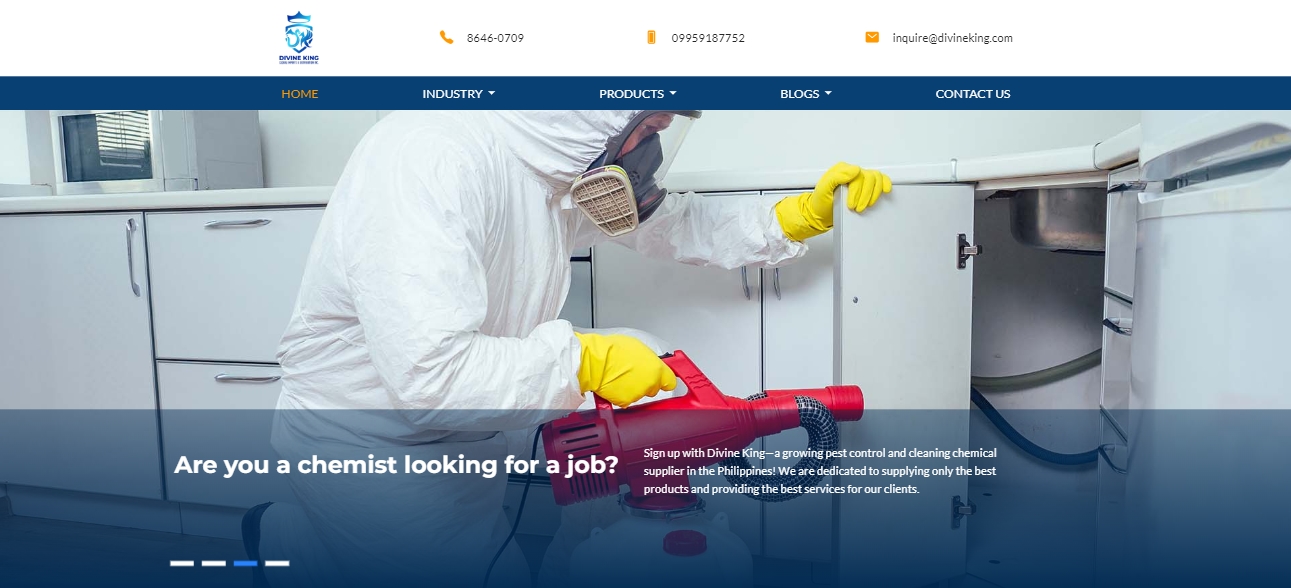 8646-0709
09959187752
inquire@divineking.com
DIVINE KING
HOME
INDUSTRY
PRODUCTS
BLOGS
CONTACT US
Are you a chemist looking for a job?
Sign up with Divine King—a growing pest control and cleaning chemical
supplier in the Philippines! We are dedicated to supplying only the best
products and providing the best services for our clients.